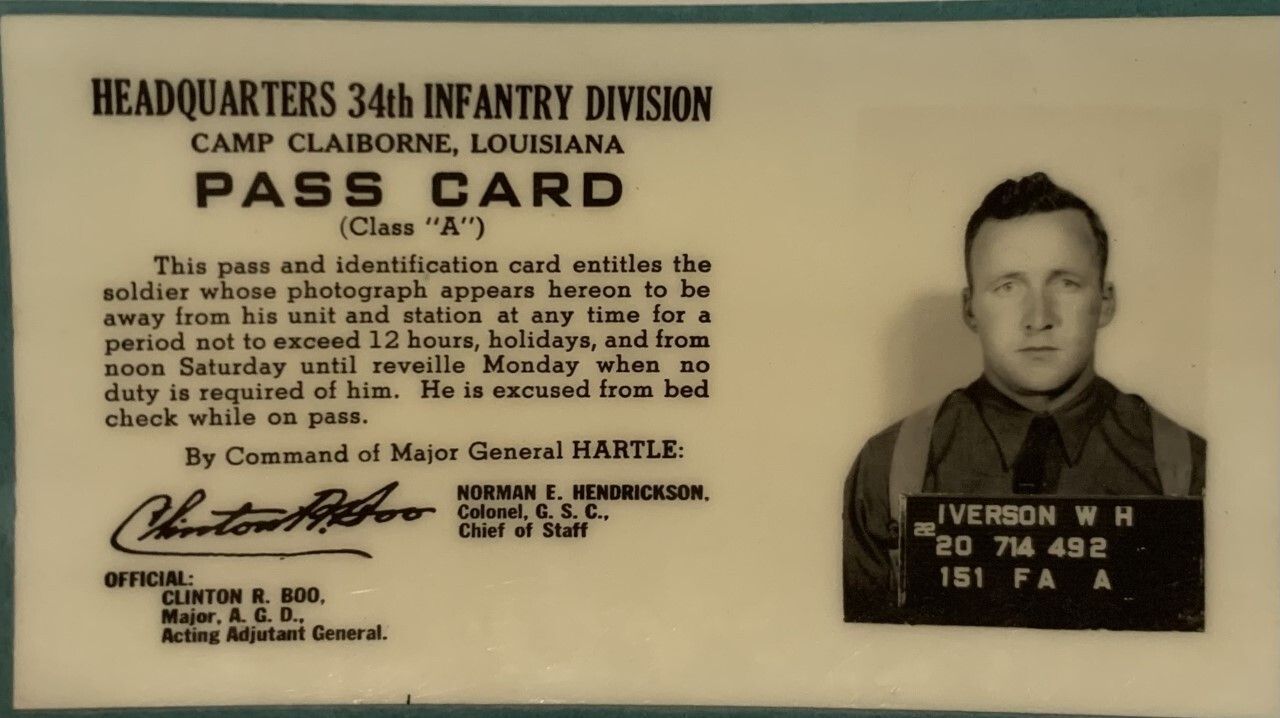 HEADQUARTERS 34th INFANTRY DIVISION
CAMP CLAIBORNE, LOUISIANA
PASS CARD
(Class "A")
This pass and identification card entitles the
soldier whose photograph appears hereon to be
away from his unit and station at any time for a
period not to exceed 12 hours, holidays, and from
noon Saturday until reveille Monday when no
duty is required of him. He is excused from bed
check while on pass.
By Command of Major General HARTLE:
Clinton R. Boo
NORMAN E. HENDRICKSON,
Colonel, G. S. C.,
Chief of Staff
OFFICIAL:
CLINTON R. BOO,
Major, A. G. D.,
Acting Adjutant General.
IVERSON W H
20 714 492
151 FA A